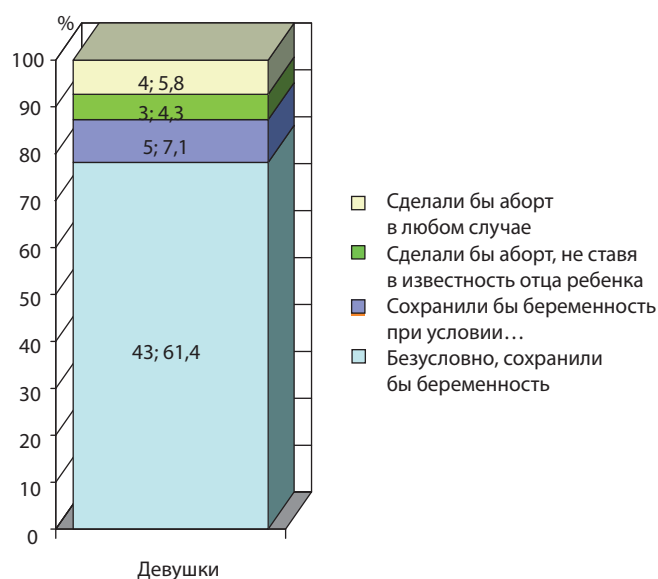 %
100
90
80
70
60
50
40
30
20
10
0
4; 5,8
3; 4,3
5; 7,1
43; 61,4
Девушки
Сделали бы аборт
в любом случае
Сделали бы аборт, не ставя
в известность отца ребенка
Сохранили бы беременность
при условии…
Безусловно, сохранили
бы беременность